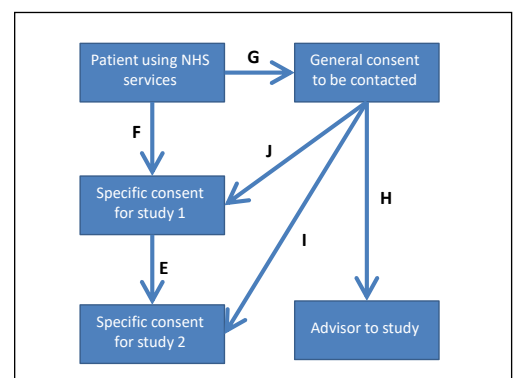 Patient using NHS
services
G
General consent
to be contacted
F
J
Specific consent
for study 1
H
I
E
Specific consent
for study 2
Advisor to study